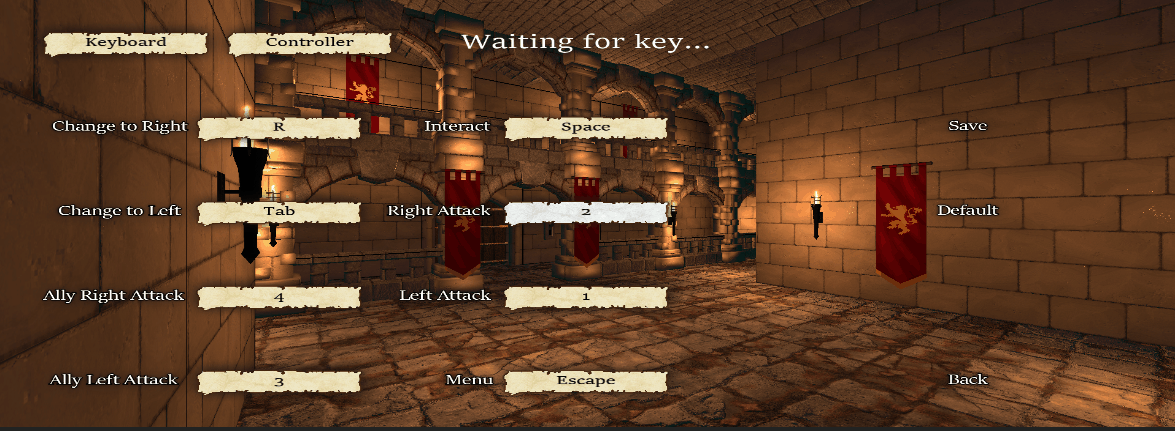 Keyboard Controller Waiting for key...
Change to Right R Interact Space Save
Change to Left Tab Right Attack 2 Default
Ally Right Attack 4 Left Attack 1
Ally Left Attack 3 Menu Escape Back